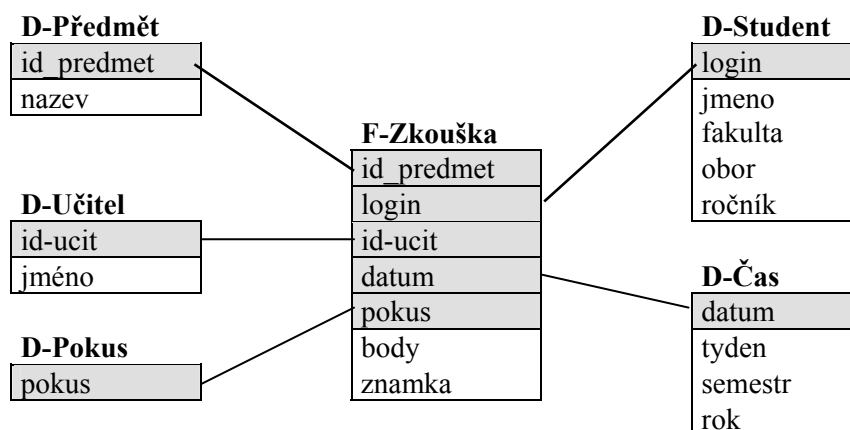 D-Předmět
id_predmet
nazev
D-Učitel
id-ucit
jméno
D-Pokus
pokus
F-Zkouška
id_predmet
login
id-ucit
datum
pokus
body
znamka
D-Student
login
jmeno
fakulta
obor
ročník
D-Čas
datum
tyden
semestr
rok